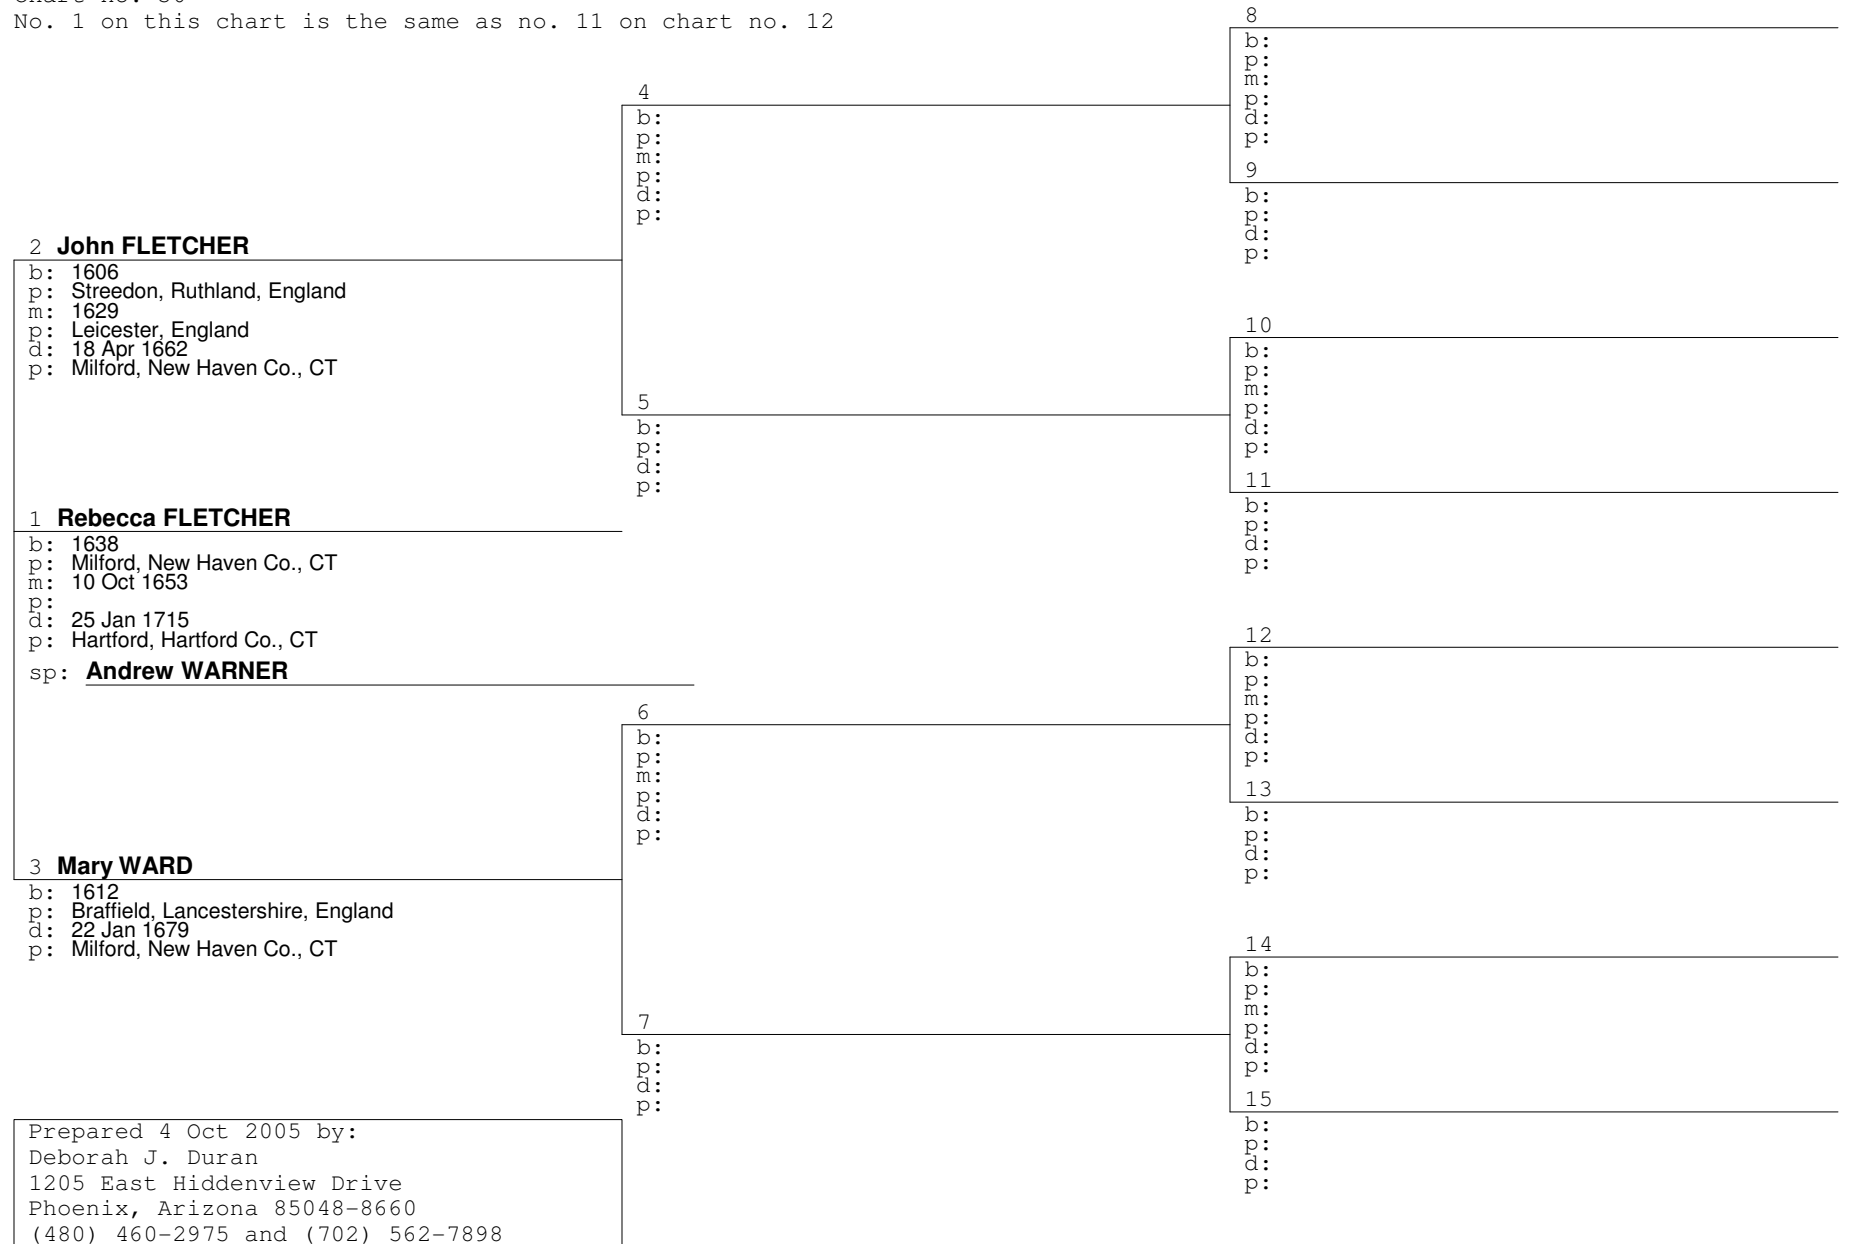 No. 1 on this chart is the same as no. 11 on chart no. 12
8
b:
p:
m:
p:
d:
p:
4
b:
p:
m:
p:
d:
p:
9
b:
p:
d:
p:
2 John FLETCHER
b: 1606
p: Streedon, Ruthland, England
m: 1629
p: Leicester, England
d: 18 Apr 1662
p: Milford, New Haven Co., CT
10
b:
p:
m:
p:
d:
p:
5
b:
p:
d:
p:
11
b:
p:
d:
p:
1 Rebecca FLETCHER
b: 1638
p: Milford, New Haven Co., CT
m: 10 Oct 1653
p:
d: 25 Jan 1715
p: Hartford, Hartford Co., CT
sp: Andrew WARNER
12
b:
p:
m:
p:
d:
p:
6
b:
p:
m:
p:
d:
p:
13
b:
p:
d:
p:
3 Mary WARD
b: 1612
p: Braffield, Lancestershire, England
d: 22 Jan 1679
p: Milford, New Haven Co., CT
14
b:
p:
m:
p:
d:
p:
7
b:
p:
d:
p:
15
b:
p:
d:
p:
Prepared 4 Oct 2005 by:
Deborah J. Duran
1205 East Hiddenview Drive
Phoenix, Arizona 85048-8660
(480) 460-2975 and (702) 562-7898